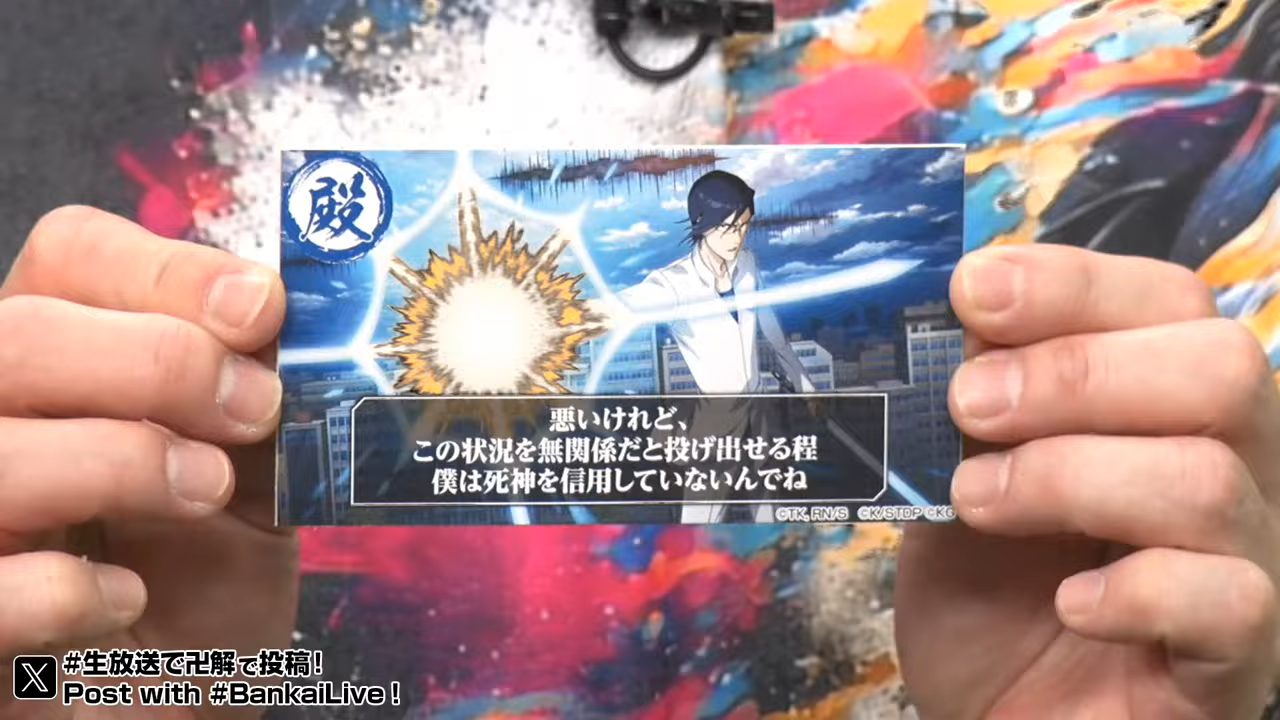 殿
悪いけれど、
この状況を無関係だと投げ出せる程
僕は死神を信用していないんでね
©TK, RN/S ©K/STDP ©KG
#生放送で卍解で投稿！
Post with #BankaiLive!